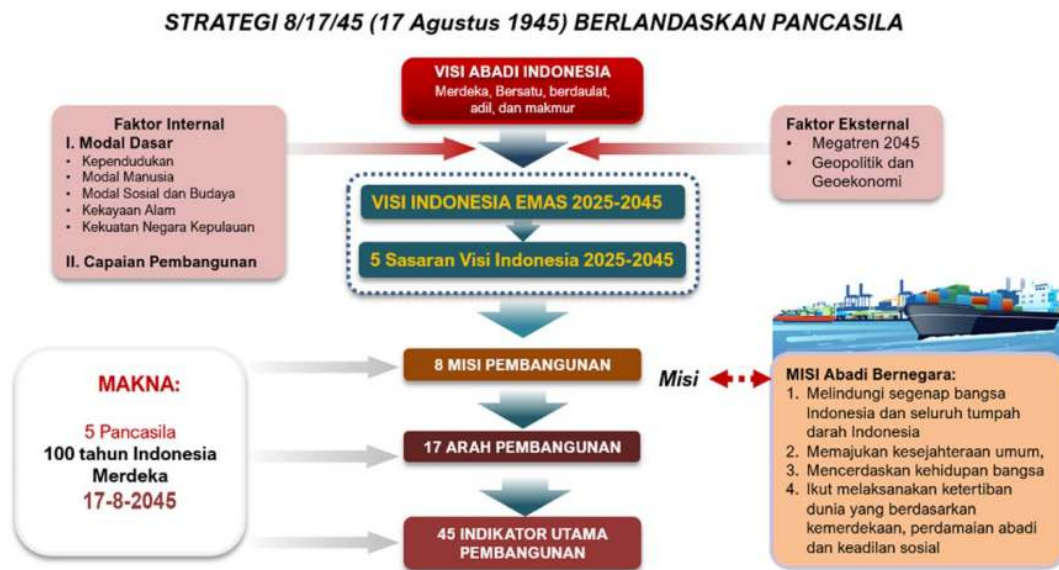 STRATEGI 8/17/45 (17 Agustus 1945) BERLANDASKAN PANCASILA
VISI ABADI INDONESIA
Merdeka, Bersatu, berdaulat,
adil, dan makmur
Faktor Internal
I. Modal Dasar
• Kependudukan
• Modal Manusia
• Modal Sosial dan Budaya
• Kekayaan Alam
• Kekuatan Negara Kepulauan
II. Capaian Pembangunan
Faktor Eksternal
• Megatren 2045
• Geopolitik dan
Geoekonomi
VISI INDONESIA EMAS 2025-2045
5 Sasaran Visi Indonesia 2025-2045
8 MISI PEMBANGUNAN
17 ARAH PEMBANGUNAN
45 INDIKATOR UTAMA
PEMBANGUNAN
MAKNA:
5 Pancasila
100 tahun Indonesia
Merdeka
17-8-2045
Misi
MISI Abadi Bernegara:
1. Melindungi segenap bangsa
Indonesia dan seluruh tumpah
darah Indonesia
2. Memajukan kesejahteraan umum,
3. Mencerdaskan kehidupan bangsa
4. Ikut melaksanakan ketertiban
dunia yang berdasarkan
kemerdekaan, perdamaian abadi
dan keadilan sosial